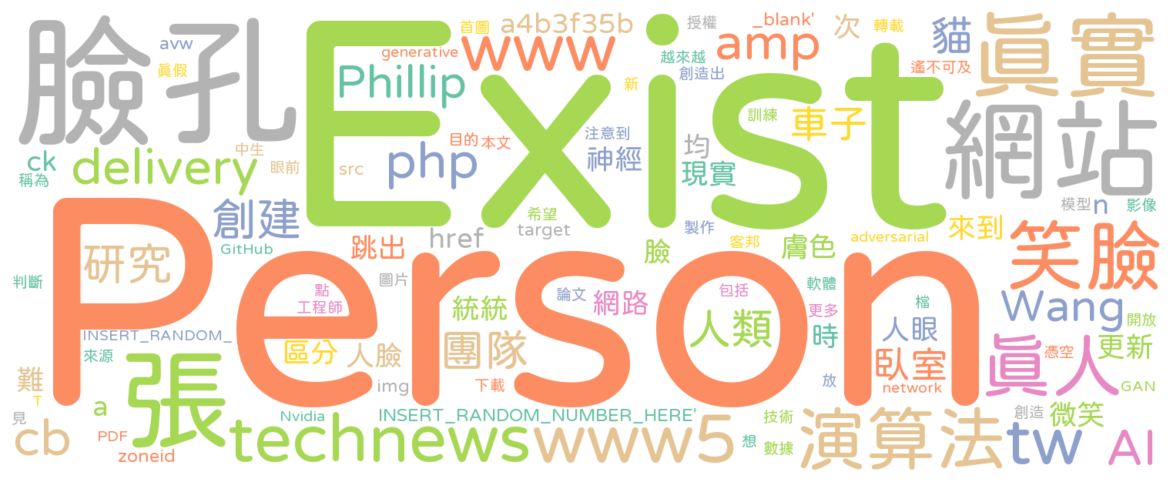 臉孔
Exist
Person
眞實
網站
avw
眞假
generative
首圖
a4b3f35b
授權
_blank'
www
amp
次
轉載
貓
遙不可及
越來越
創造出
Phillip
新
訓練
車子
delivery
中生
眼前
src
php
目的
本文
注意到
神經
均
現實
ck
稱為
創建
GitHub
希望
target
製作
客邦
臉
膚色
adversarial
來到
模型
n
影像
研究
跳出
href
判斷
圖片
點
工程師
統統
論文
網路
包括
軟體
更多
人類
時
檔
人眼
Wang
笑臉
開放
INSERT_RANDOM_
來源
區分
人臉
團隊
臥室
network
眞人
憑空
更新
GAN
難
T
a
張
img
下載
放
見
cb
PDF
zoneid
Nvidia
INSERT_RANDOM_NUMBER_HERE'
technews
www5
技術
想
數據
演算法
創造
微笑
tw
AI